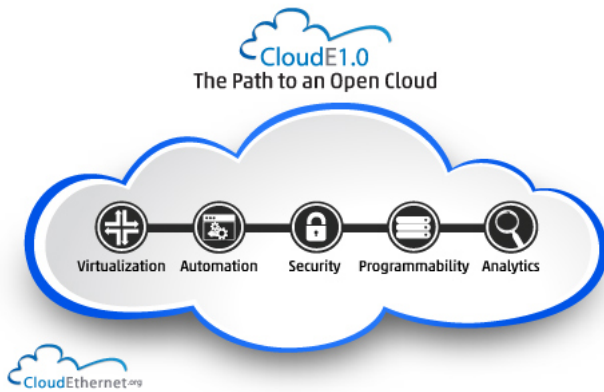 CloudE1.0
The Path to an Open Cloud
Virtualization Automation Security Programmability Analytics
CloudEthernet.org